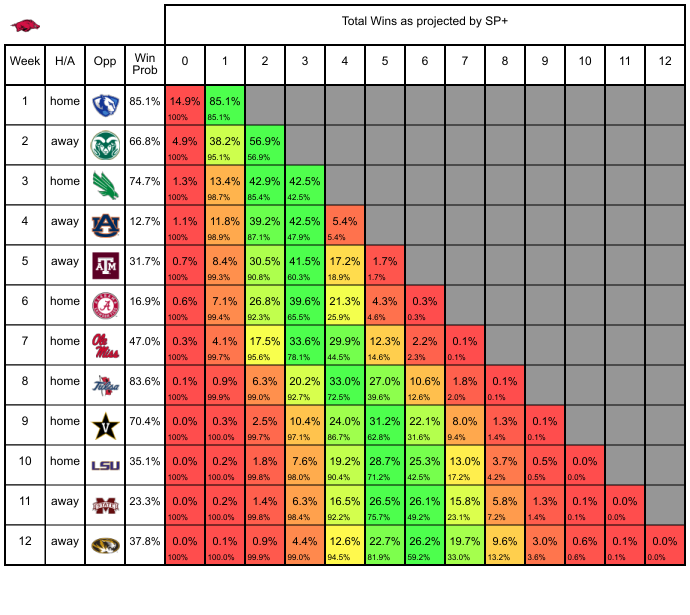 Total Wins as projected by SP+
Week H/A Opp Win Prob 0 1 2 3 4 5 6 7 8 9 10 11 12
1 home 85.1% 14.9% 85.1%
100% 85.1%
2 away 66.8% 4.9% 38.2% 56.9%
100% 95.1% 56.9%
3 home 74.7% 1.3% 13.4% 42.9% 42.5%
100% 98.7% 85.4% 42.5%
4 away AU 12.7% 1.1% 11.8% 39.2% 42.5% 5.4%
100% 98.9% 87.1% 47.9% 5.4%
5 away ATM 31.7% 0.7% 8.4% 30.5% 41.5% 17.2% 1.7%
100% 99.3% 90.8% 60.3% 18.9% 1.7%
6 home A 16.9% 0.6% 7.1% 26.8% 39.6% 21.3% 4.3% 0.3%
100% 99.4% 92.3% 65.5% 25.9% 4.6% 0.3%
7 home Ole Miss 47.0% 0.3% 4.1% 17.5% 33.6% 29.9% 12.3% 2.2% 0.1%
100% 99.7% 95.6% 78.1% 44.5% 14.6% 2.3% 0.1%
8 home Tulsa 83.6% 0.1% 0.9% 6.3% 20.2% 33.0% 27.0% 10.6% 1.8% 0.1%
100% 99.9% 99.0% 92.7% 72.5% 39.6% 12.6% 2.0% 0.1%
9 home V 70.4% 0.0% 0.3% 2.5% 10.4% 24.0% 31.2% 22.1% 8.0% 1.3% 0.1%
100% 100.0% 99.7% 97.1% 86.7% 62.8% 31.6% 9.4% 1.4% 0.1%
10 home LSU 35.1% 0.0% 0.2% 1.8% 7.6% 19.2% 28.7% 25.3% 13.0% 3.7% 0.5% 0.0%
100% 100.0% 99.8% 98.0% 90.4% 71.2% 42.5% 17.2% 4.2% 0.5% 0.0%
11 away STATE 23.3% 0.0% 0.2% 1.4% 6.3% 16.5% 26.5% 26.1% 15.8% 5.8% 1.3% 0.1% 0.0%
100% 100.0% 99.8% 98.4% 92.2% 75.7% 49.2% 23.1% 7.2% 1.4% 0.1% 0.0%
12 away 37.8% 0.0% 0.1% 0.9% 4.4% 12.6% 22.7% 26.2% 19.7% 9.6% 3.0% 0.6% 0.1% 0.0%
100% 100.0% 99.9% 99.0% 94.5% 81.9% 59.2% 33.0% 13.2% 3.6% 0.6% 0.1% 0.0%